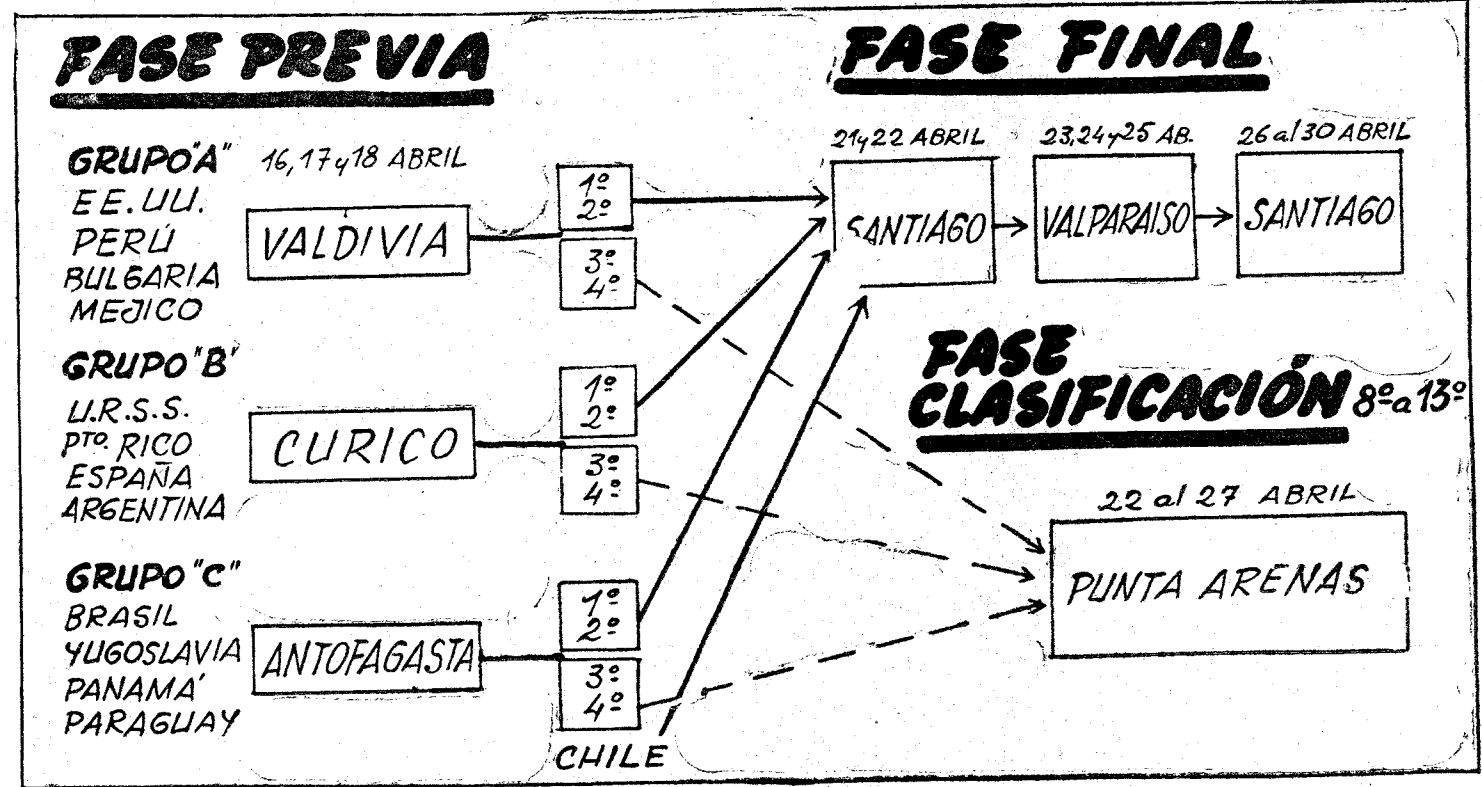 FASE PREVIA
GRUPO "A"
16, 17 y 18 ABRIL
EE.UU.
PERÚ
BULGARIA
MEJICO
VALDIVIA
1º
2º
3º
4º
GRUPO "B"
U.R.S.S.
PTO. RICO
ESPAÑA
ARGENTINA
CURICO
1º
2º
3º
4º
GRUPO "C"
BRASIL
YUGOSLAVIA
PANAMÁ
PARAGUAY
ANTOFAGASTA
1º
2º
3º
4º
CHILE
FASE FINAL
21 y 22 ABRIL
SANTIAGO
23, 24 y 25 AB.
VALPARAISO
26 al 30 ABRIL
SANTIAGO
FASE
CLASIFICACIÓN 8º a 13º
22 al 27 ABRIL
PUNTA ARENAS